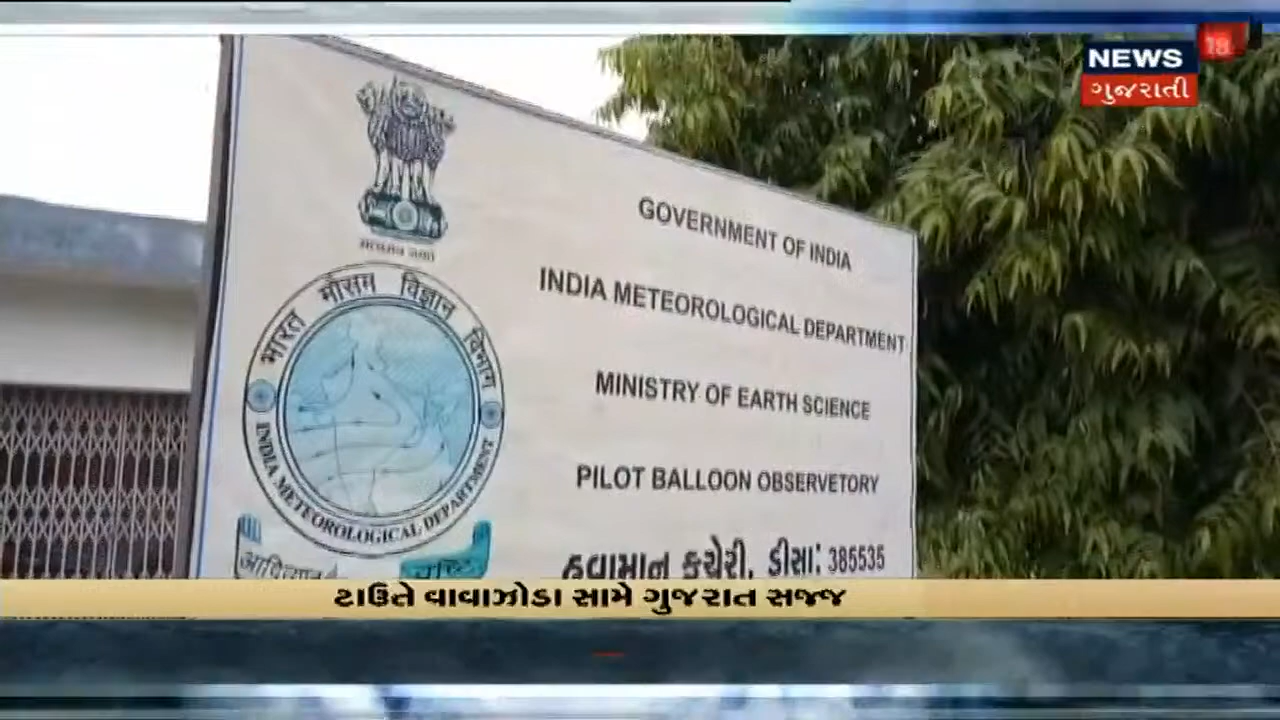 NEWS
18
ગુજરાતી
GOVERNMENT OF INDIA
INDIA METEOROLOGICAL DEPARTMENT
MINISTRY OF EARTH SCIENCE
PILOT BALLOON OBSERVETORY
હવામાન કચેરી, ડીસા: 385535
भारत मौसम विज्ञान विभाग
INDIA METEOROLOGICAL DEPARTMENT
ટાઉતે વાવાઝોડા સામે ગુજરાત સજ્જ